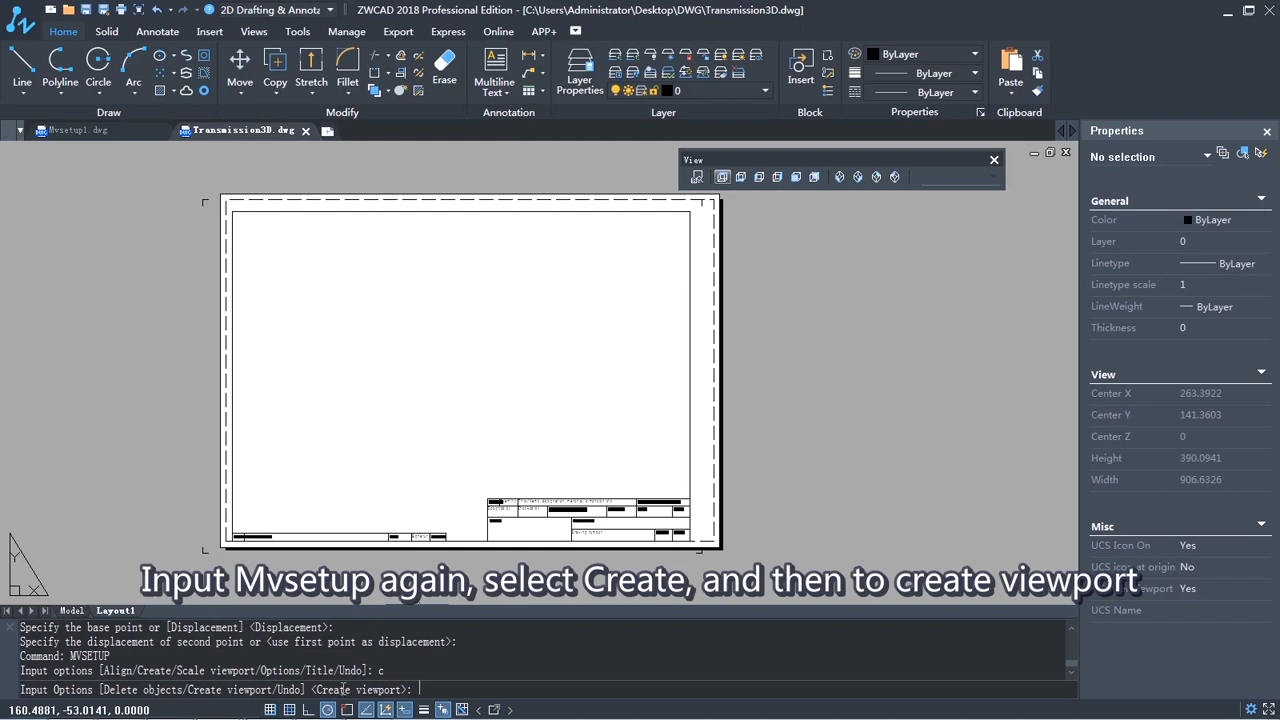 2D Drafting & Annota
ZWCAD 2018 Professional Edition - [C:\Users\Administrator\Desktop\DWG\Transmission3D.dwg]
Home Solid Annotate Insert Views Tools Manage Export Express Online APP+
Line Polyline Circle Arc Move Copy Stretch Fillet Erase Multiline Text Layer Properties Insert Paste
ByLayer
ByLayer
0 ByLayer
Draw Modify Annotation Layer Block Properties Clipboard
Mvsetup1.dwg Transmission3D.dwg
Properties
View
No selection
General
Color ByLayer
Layer 0
Linetype ByLayer
Linetype scale 1
LineWeight ByLayer
Thickness 0
View
Center X 263.3922
Center Y 141.3603
Center Z 0
Height 390.0941
Width 906.6326
Misc
UCS Icon On Yes
UCS icon at origin No
viewport Yes
UCS Name
Input Mvsetup again, select Create, and then to create viewport
Model Layout1
Specify the base point or [Displacement] <Displacement>:
Specify the displacement of second point or <use first point as displacement>:
Command: MVSETUP
Input options [Align/Create/Scale viewport/Options/Title/Undo]: c
Input Options [Delete objects/Create viewport/Undo] <Create viewport>:
160.4881, -53.0141, 0.0000